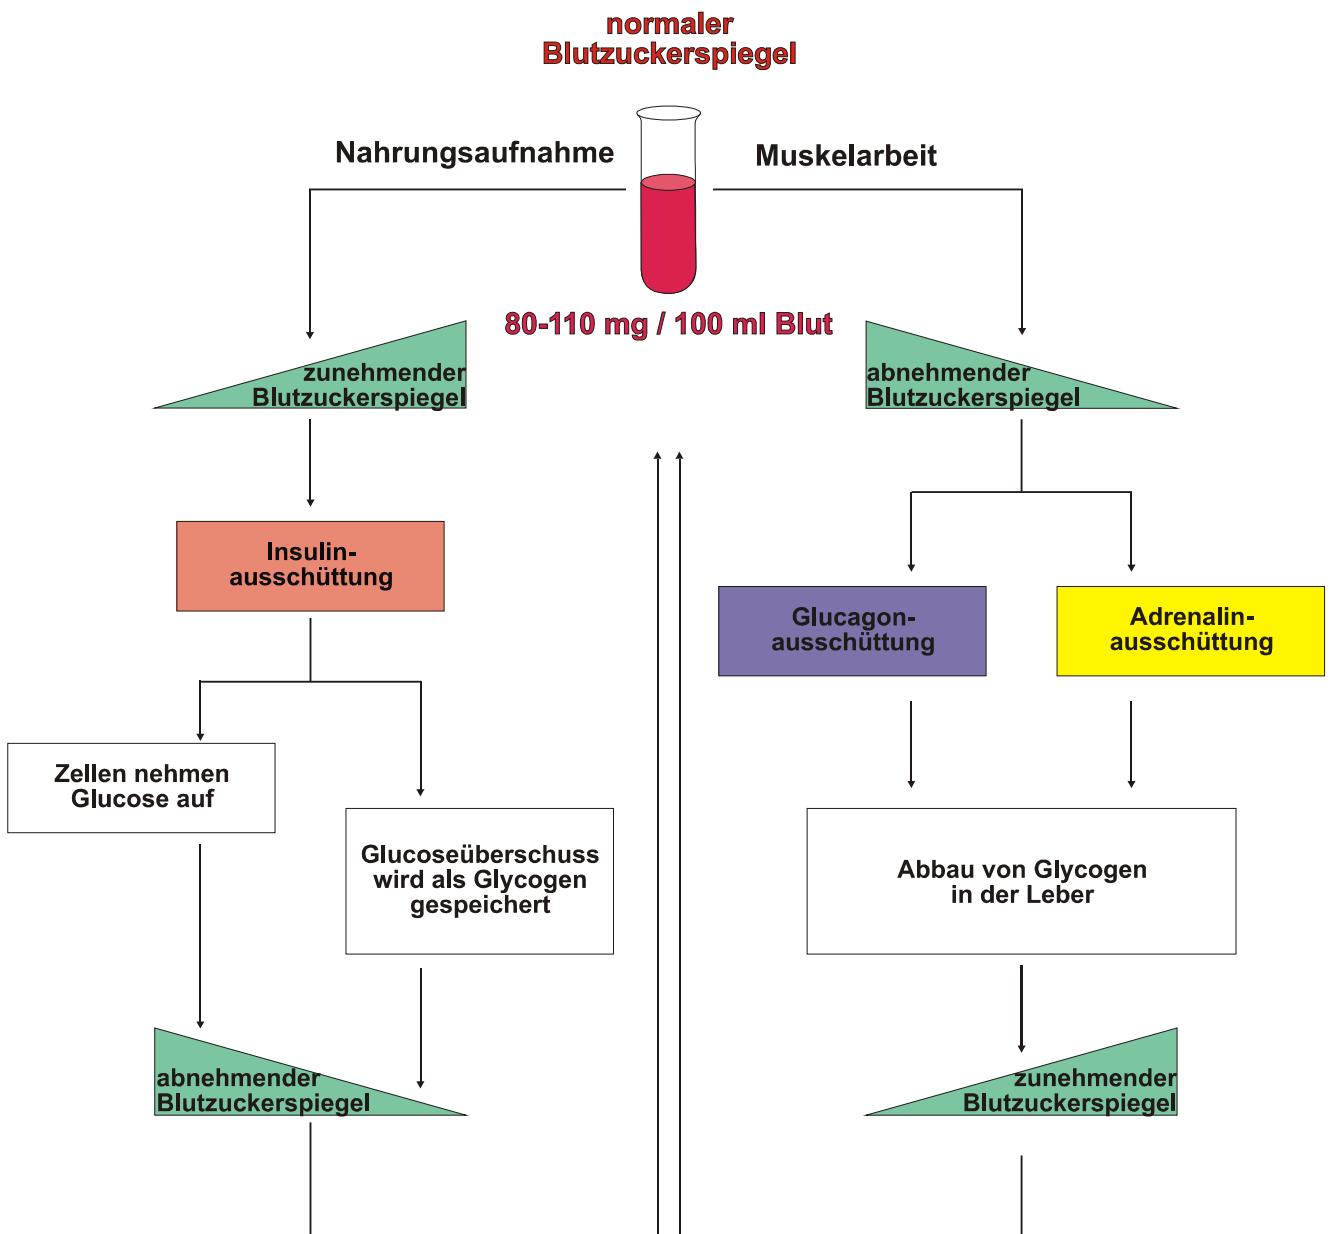 normaler
Blutzuckerspiegel
Nahrungsaufnahme
Muskelarbeit
80-110 mg / 100 ml Blut
zunehmender
Blutzuckerspiegel
abnehmender
Blutzuckerspiegel
Insulin-
ausschüttung
Glucagon-
ausschüttung
Adrenalin-
ausschüttung
Zellen nehmen
Glucose auf
Glucoseüberschuss
wird als Glycogen
gespeichert
Abbau von Glycogen
in der Leber
abnehmender
Blutzuckerspiegel
zunehmender
Blutzuckerspiegel